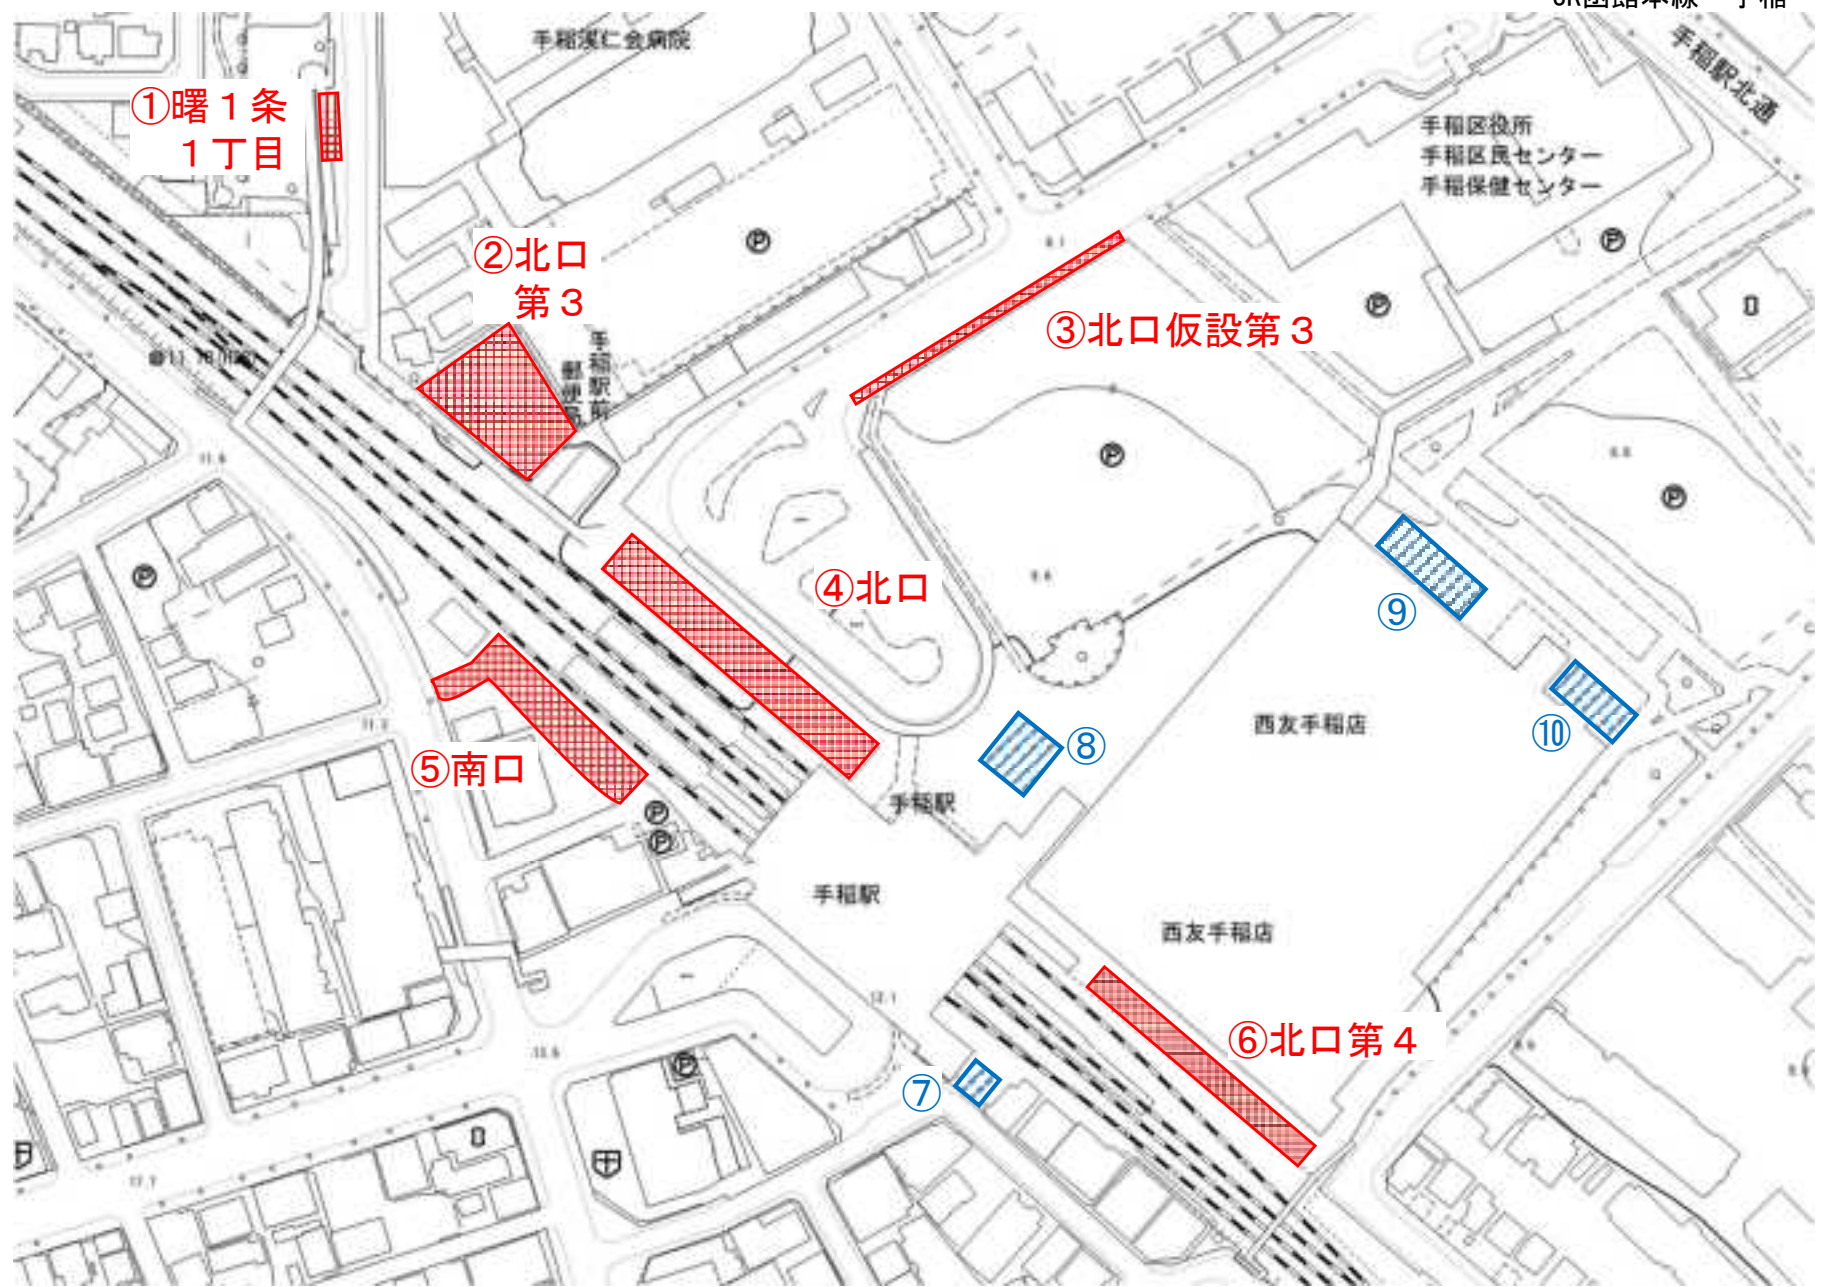 JR函館本線 手稲
手稲渓仁会病院
手稲駅北通
①曙１条
１丁目
手稲区役所
手稲区民センター
手稲保健センター
②北口
第３
③北口仮設第３
手稲駅前
郵便局
④北口
⑨
⑤南口
⑧
西友手稲店
⑩
手稲駅
手稲駅
西友手稲店
⑥北口第４
⑦